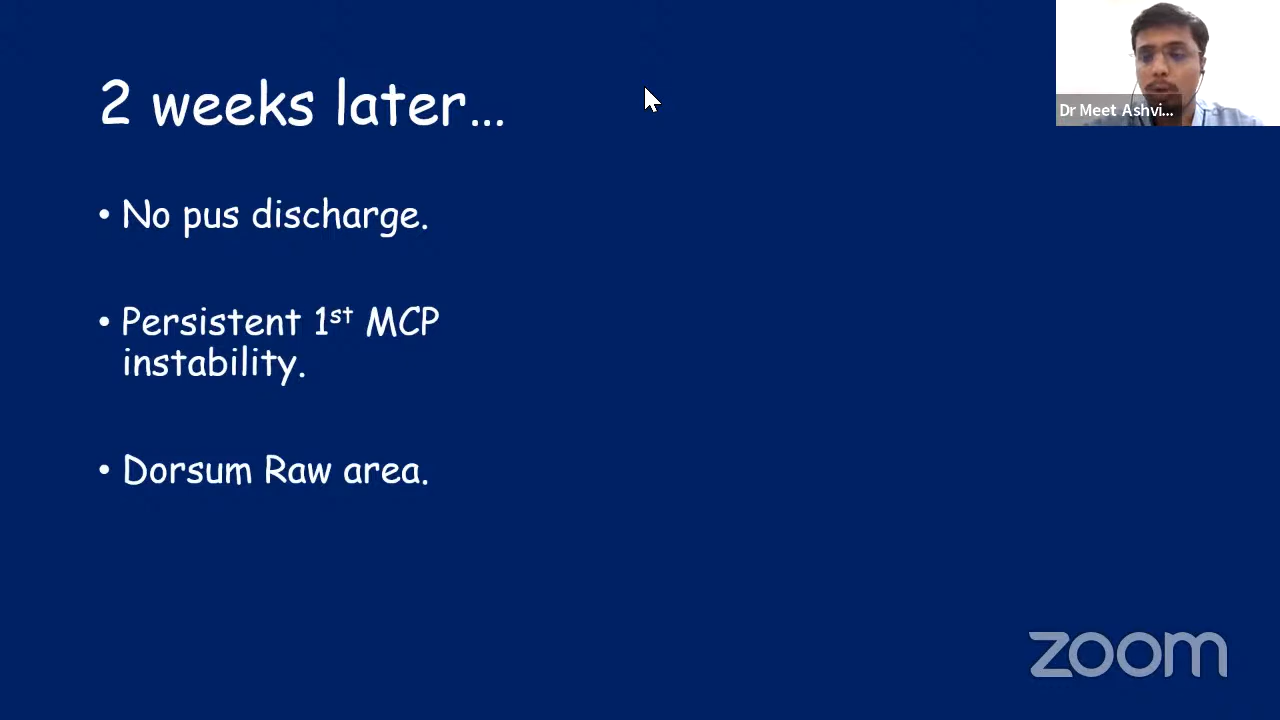 2 weeks later...
Dr Meet Ashvi...
• No pus discharge.
• Persistent 1st MCP
instability.
• Dorsum Raw area.
zoom